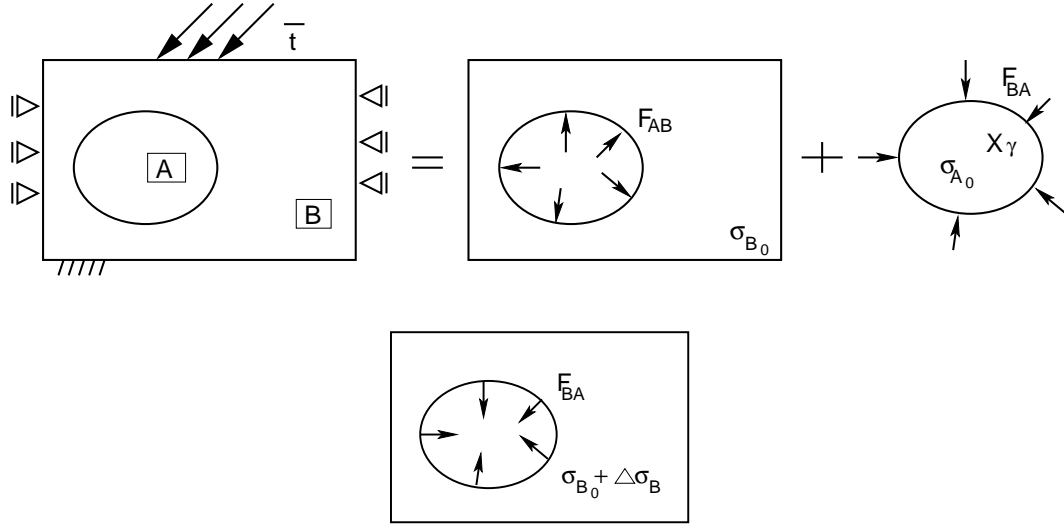 t̅
A
B
=
F_AB
σ_B₀
+
F_BA
X γ
σ_A₀
F_BA
σ_B₀ + △σ_B